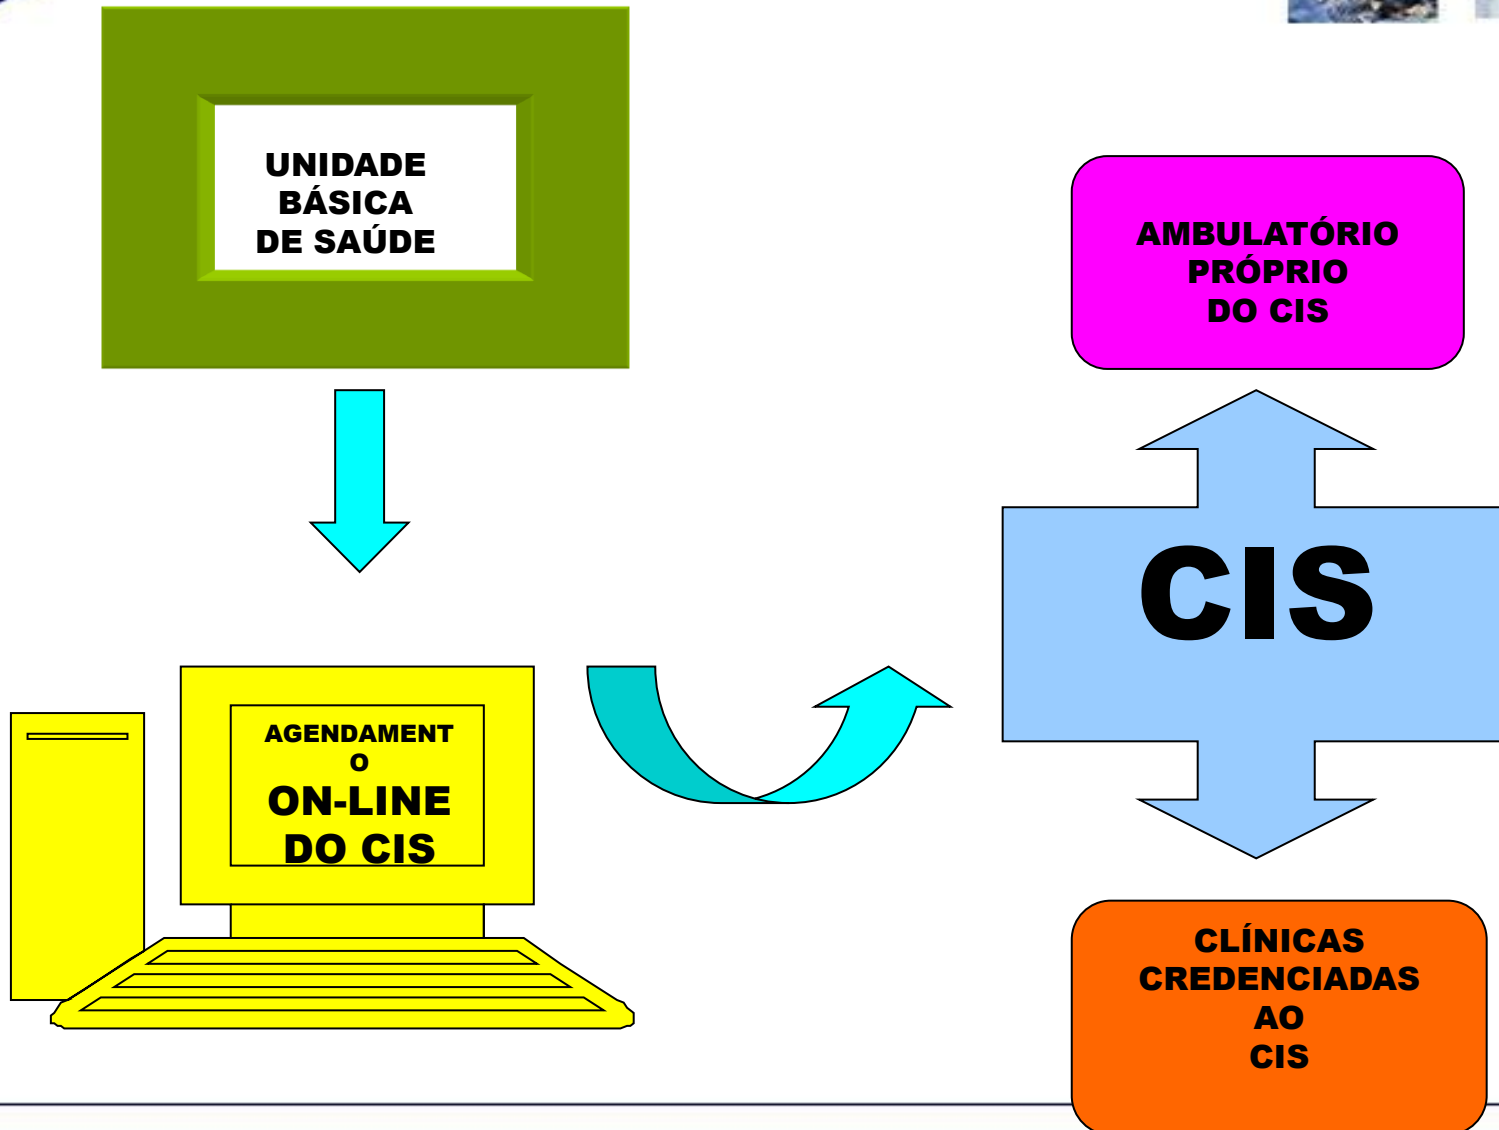 UNIDADE
BÁSICA
DE SAÚDE
AGENDAMENT
O
ON-LINE
DO CIS
AMBULATÓRIO
PRÓPRIO
DO CIS
CIS
CLÍNICAS
CREDENCIADAS
AO
CIS